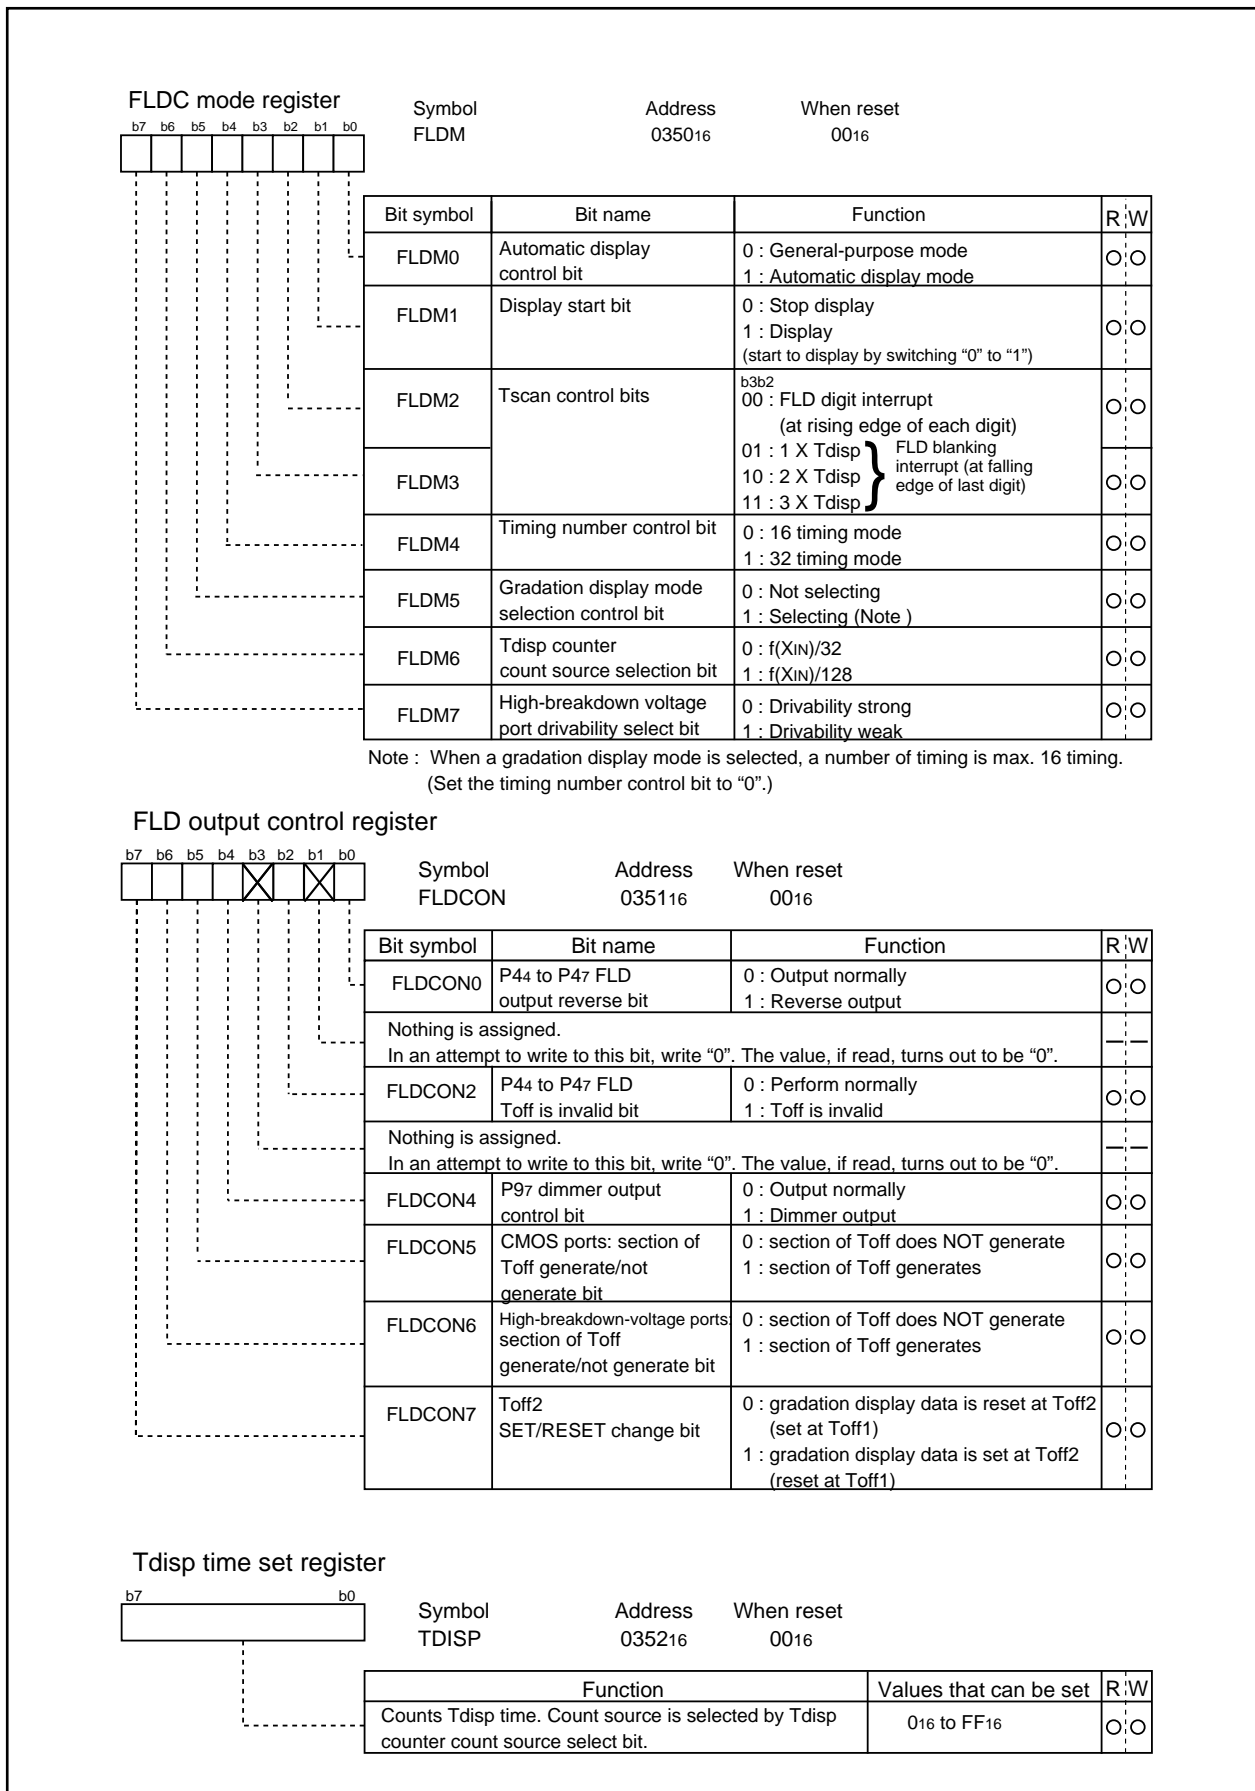 FLDC mode register
Symbol Address When reset
FLDM 035016 0016
b7 b6 b5 b4 b3 b2 b1 b0
Bit symbol Bit name Function R W
FLDM0 Automatic display control bit 0 : General-purpose mode
1 : Automatic display mode
FLDM1 Display start bit 0 : Stop display
1 : Display
(start to display by switching “0” to “1”)
FLDM2 Tscan control bits b3b2
00 : FLD digit interrupt
(at rising edge of each digit)
FLDM3 01 : 1 X Tdisp
10 : 2 X Tdisp
11 : 3 X Tdisp
FLD blanking
interrupt (at falling
edge of last digit)
FLDM4 Timing number control bit 0 : 16 timing mode
1 : 32 timing mode
FLDM5 Gradation display mode
selection control bit 0 : Not selecting
1 : Selecting (Note )
FLDM6 Tdisp counter
count source selection bit 0 : f(XIN)/32
1 : f(XIN)/128
FLDM7 High-breakdown voltage
port drivability select bit 0 : Drivability strong
1 : Drivability weak
Note : When a gradation display mode is selected, a number of timing is max. 16 timing.
(Set the timing number control bit to “0”.)
FLD output control register
b7 b6 b5 b4 b3 b2 b1 b0
Symbol Address When reset
FLDCON 035116 0016
Bit symbol Bit name Function R W
FLDCON0 P44 to P47 FLD
output reverse bit 0 : Output normally
1 : Reverse output
Nothing is assigned.
In an attempt to write to this bit, write “0”. The value, if read, turns out to be “0”.
FLDCON2 P44 to P47 FLD
Toff is invalid bit 0 : Perform normally
1 : Toff is invalid
Nothing is assigned.
In an attempt to write to this bit, write “0”. The value, if read, turns out to be “0”.
FLDCON4 P97 dimmer output
control bit 0 : Output normally
1 : Dimmer output
FLDCON5 CMOS ports: section of
Toff generate/not
generate bit 0 : section of Toff does NOT generate
1 : section of Toff generates
FLDCON6 High-breakdown-voltage ports:
section of Toff
generate/not generate bit 0 : section of Toff does NOT generate
1 : section of Toff generates
FLDCON7 Toff2
SET/RESET change bit 0 : gradation display data is reset at Toff2
(set at Toff1)
1 : gradation display data is set at Toff2
(reset at Toff1)
Tdisp time set register
b7 b0
Symbol Address When reset
TDISP 035216 0016
Function Values that can be set R W
Counts Tdisp time. Count source is selected by Tdisp
counter count source select bit. 016 to FF16